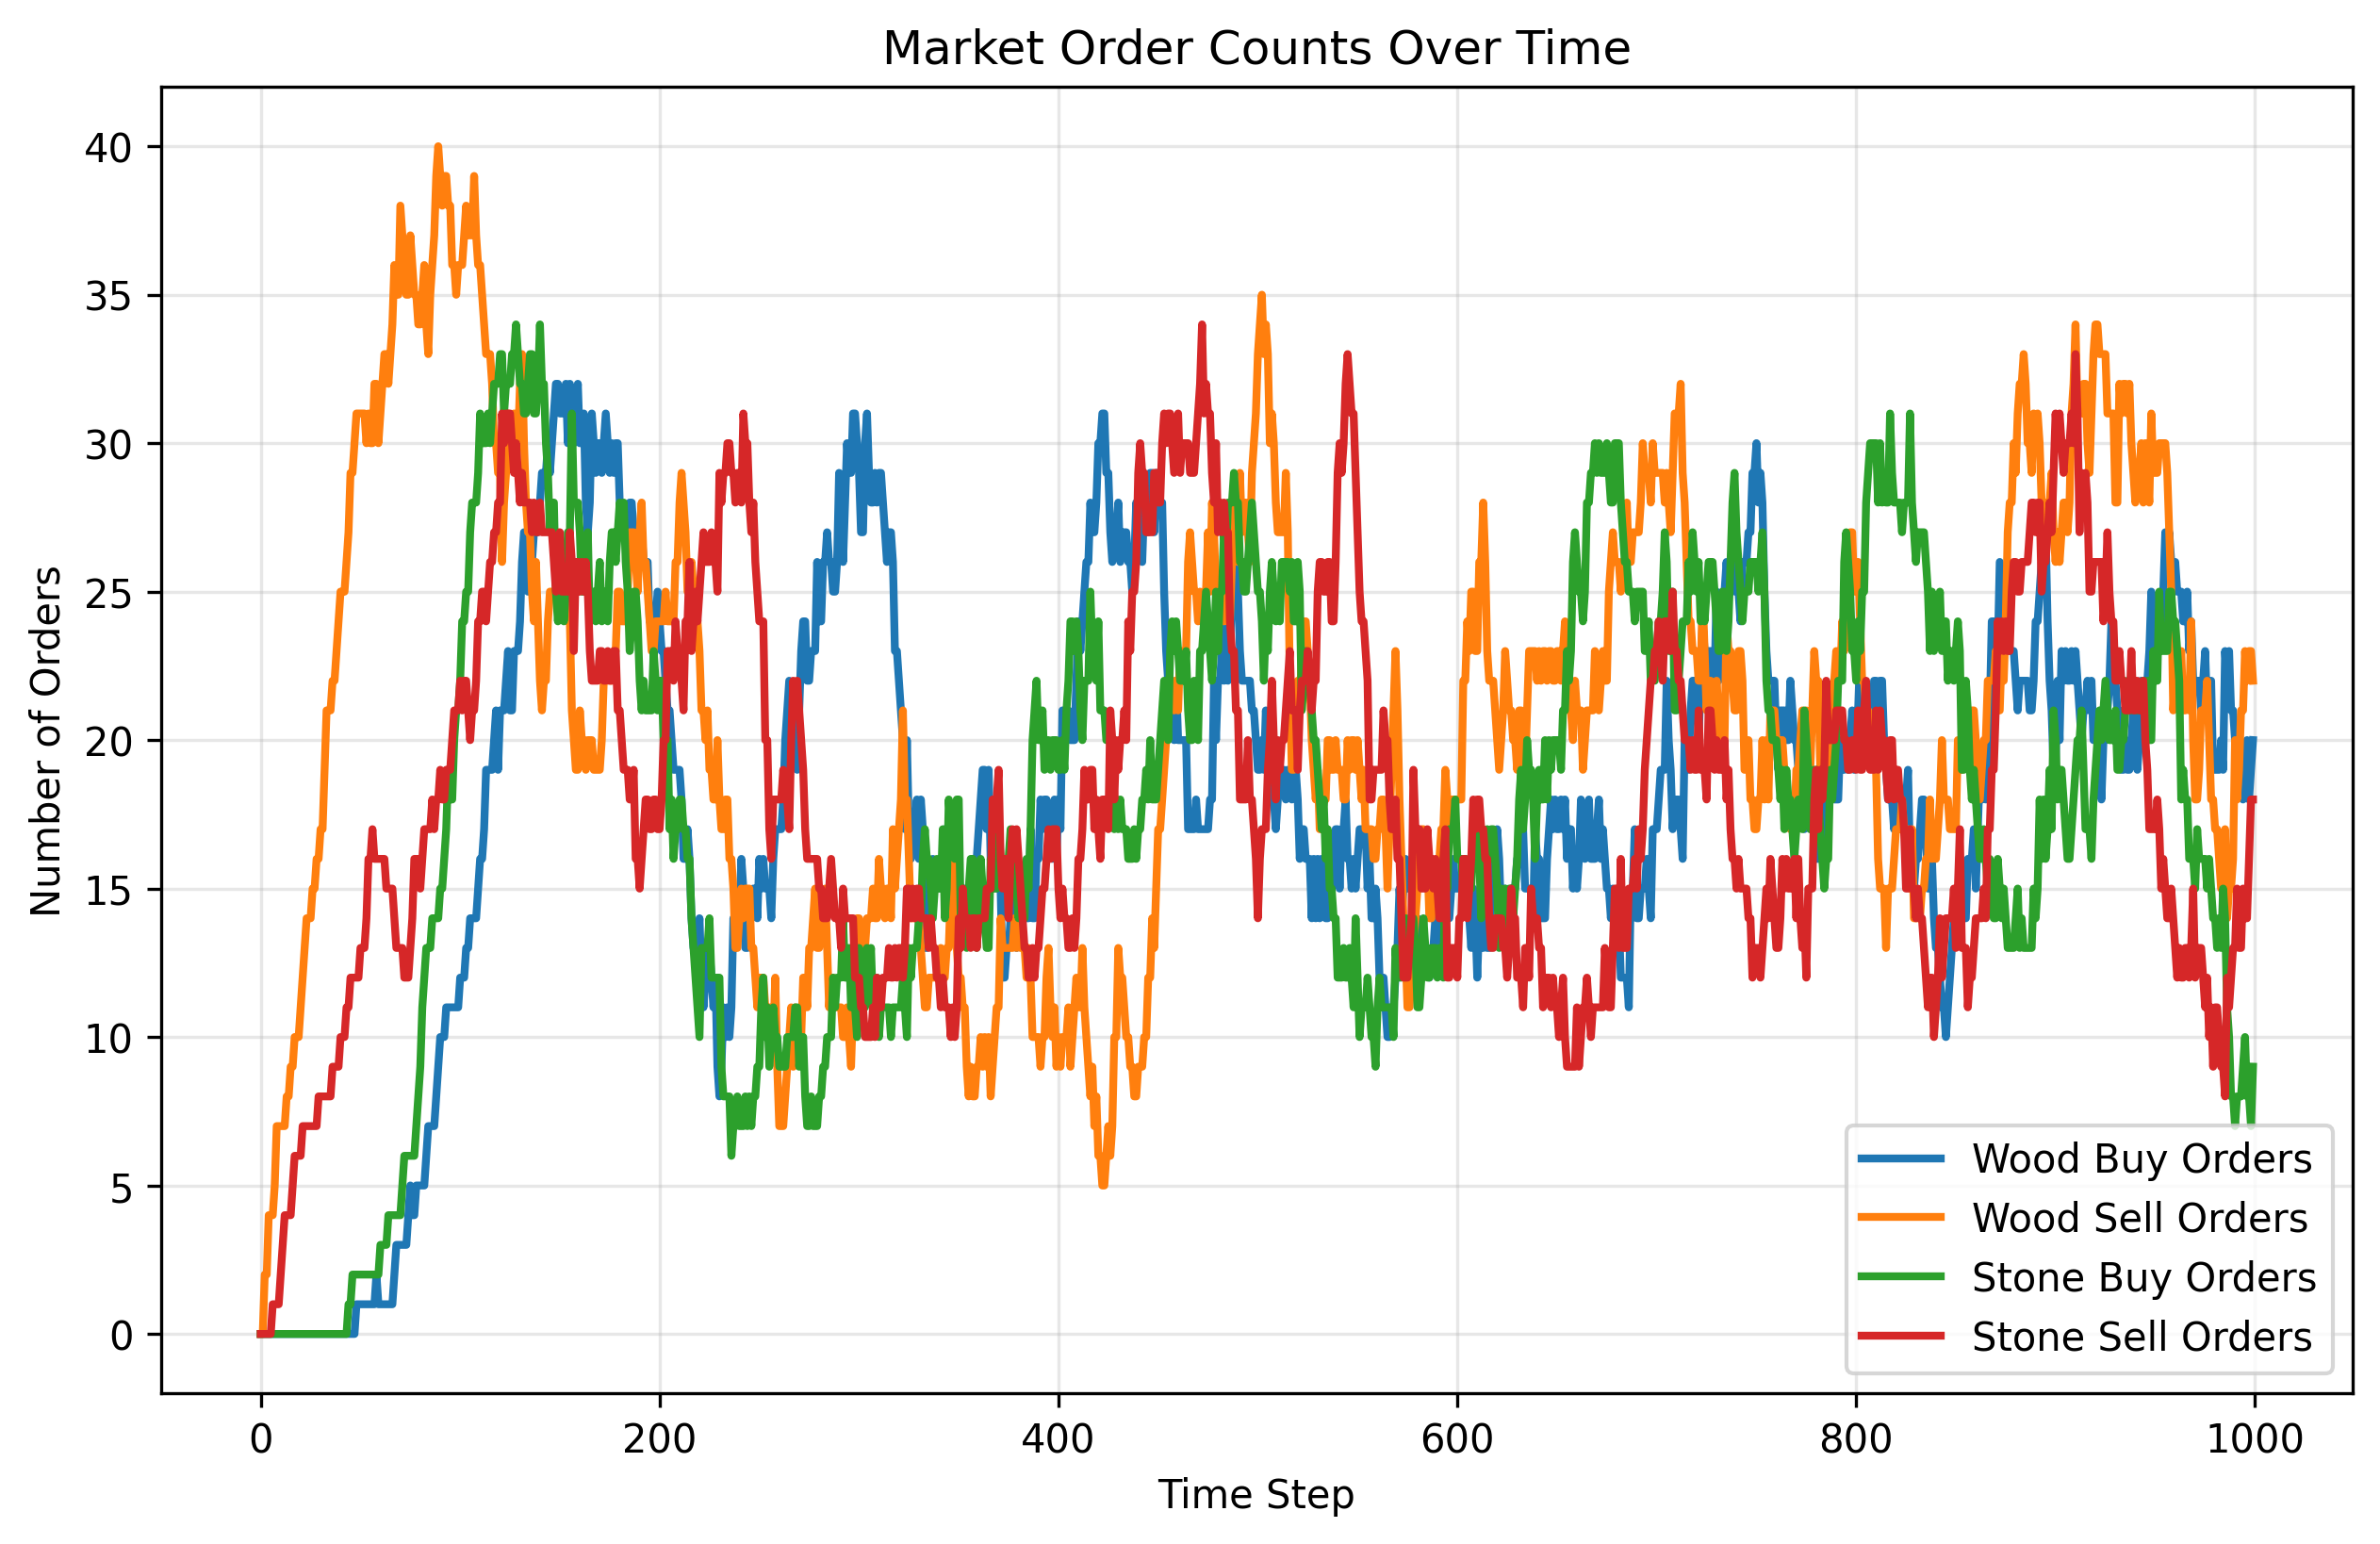 Market Order Counts Over Time
Number of Orders
40
35
30
25
20
15
10
5
0
0 200 400 600 800 1000
Time Step
Wood Buy Orders
Wood Sell Orders
Stone Buy Orders
Stone Sell Orders